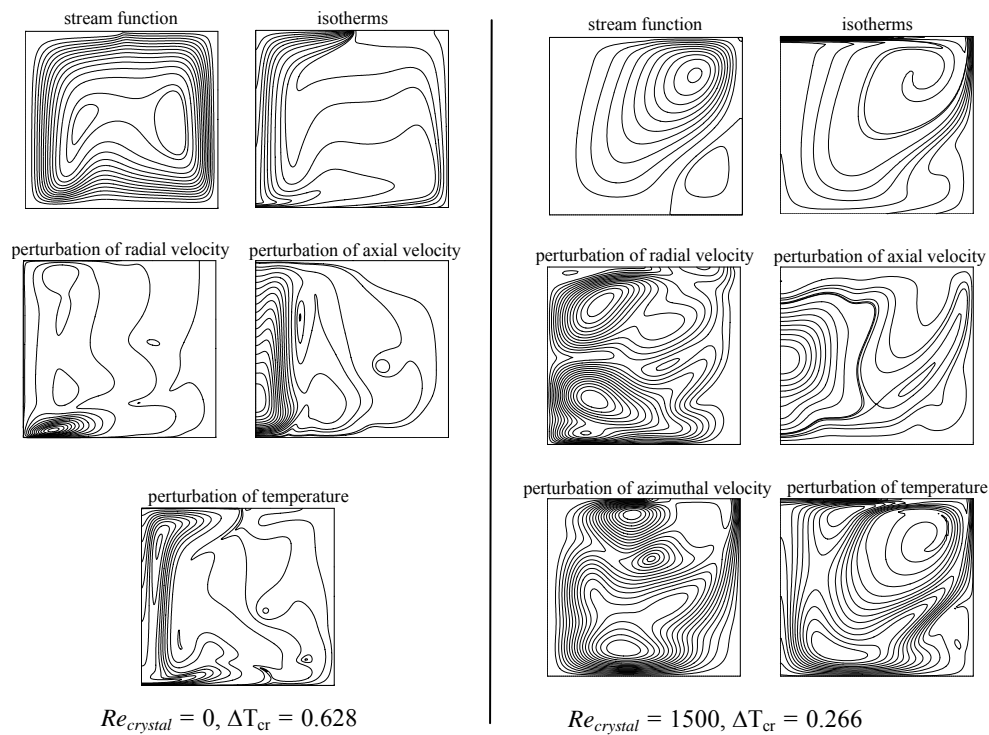 stream function
isotherms
perturbation of radial velocity
perturbation of axial velocity
perturbation of temperature
Re_crystal = 0, ΔT_cr = 0.628
stream function
isotherms
perturbation of radial velocity
perturbation of axial velocity
perturbation of azimuthal velocity
perturbation of temperature
Re_crystal = 1500, ΔT_cr = 0.266